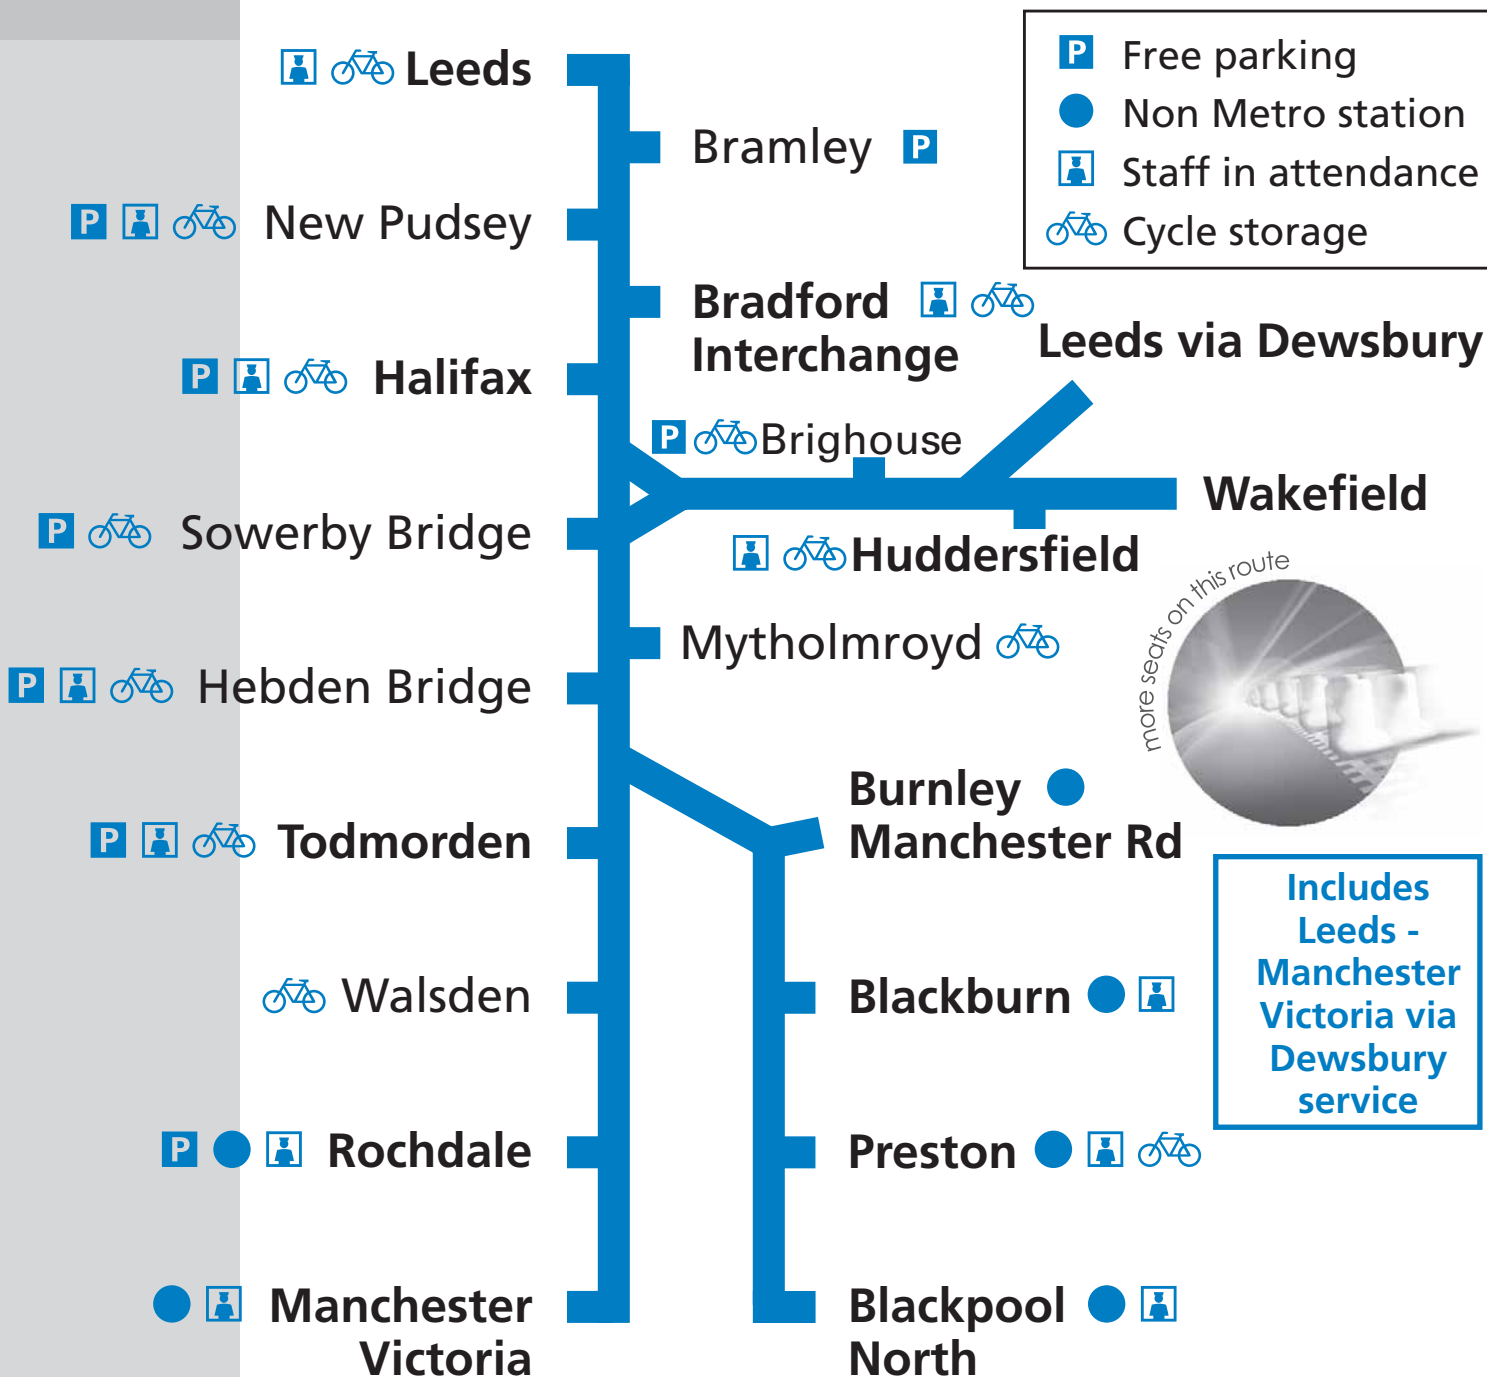 Leeds
P Free parking
Non Metro station
Staff in attendance
Cycle storage
Bramley P
P New Pudsey
Bradford
Interchange
Leeds via Dewsbury
P Halifax
P Brighouse
Wakefield
P Sowerby Bridge
Huddersfield
more seats on this route
Mytholmroyd
P Hebden Bridge
Burnley
Manchester Rd
P Todmorden
Includes
Leeds -
Manchester
Victoria via
Dewsbury
service
Walsden
Blackburn
P Rochdale
Preston
Manchester
Victoria
Blackpool
North